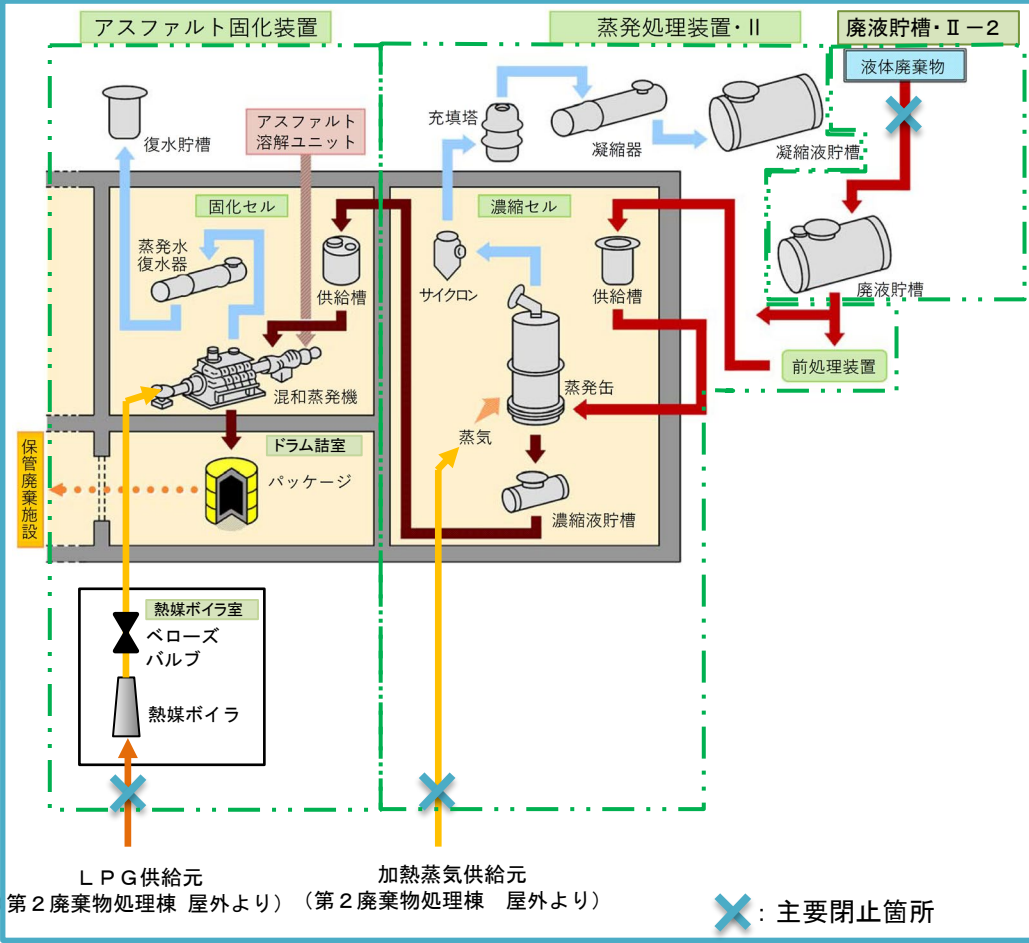 アスファルト固化装置
蒸発処理装置・Ⅱ
廃液貯槽・Ⅱ－２
液体廃棄物
復水貯槽
アスファルト
溶解ユニット
充填塔
凝縮器
凝縮液貯槽
固化セル
濃縮セル
蒸発水
復水器
供給槽
サイクロン
供給槽
廃液貯槽
前処理装置
混和蒸発機
蒸発缶
蒸気
保管廃棄施設
ドラム詰室
パッケージ
濃縮液貯槽
熱媒ボイラ室
ベローズ
バルブ
熱媒ボイラ
ＬＰＧ供給元
（第２廃棄物処理棟 屋外より）
加熱蒸気供給元
（第２廃棄物処理棟　屋外より）
：主要閉止箇所